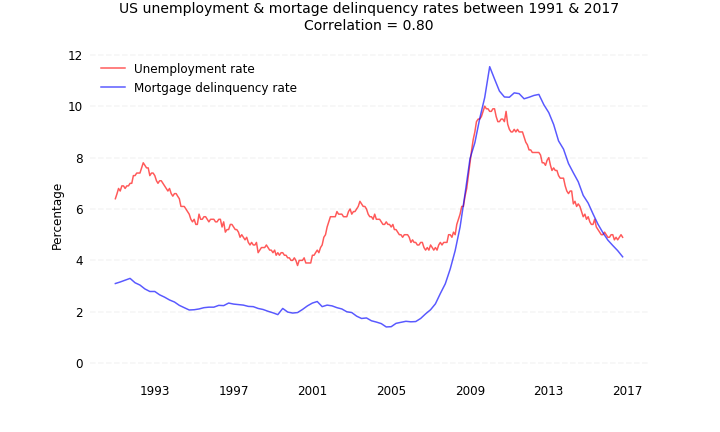 US unemployment & mortage delinquency rates between 1991 & 2017
Correlation = 0.80
Unemployment rate
Mortgage delinquency rate
Percentage
12
10
8
6
4
2
0
1993 1997 2001 2005 2009 2013 2017